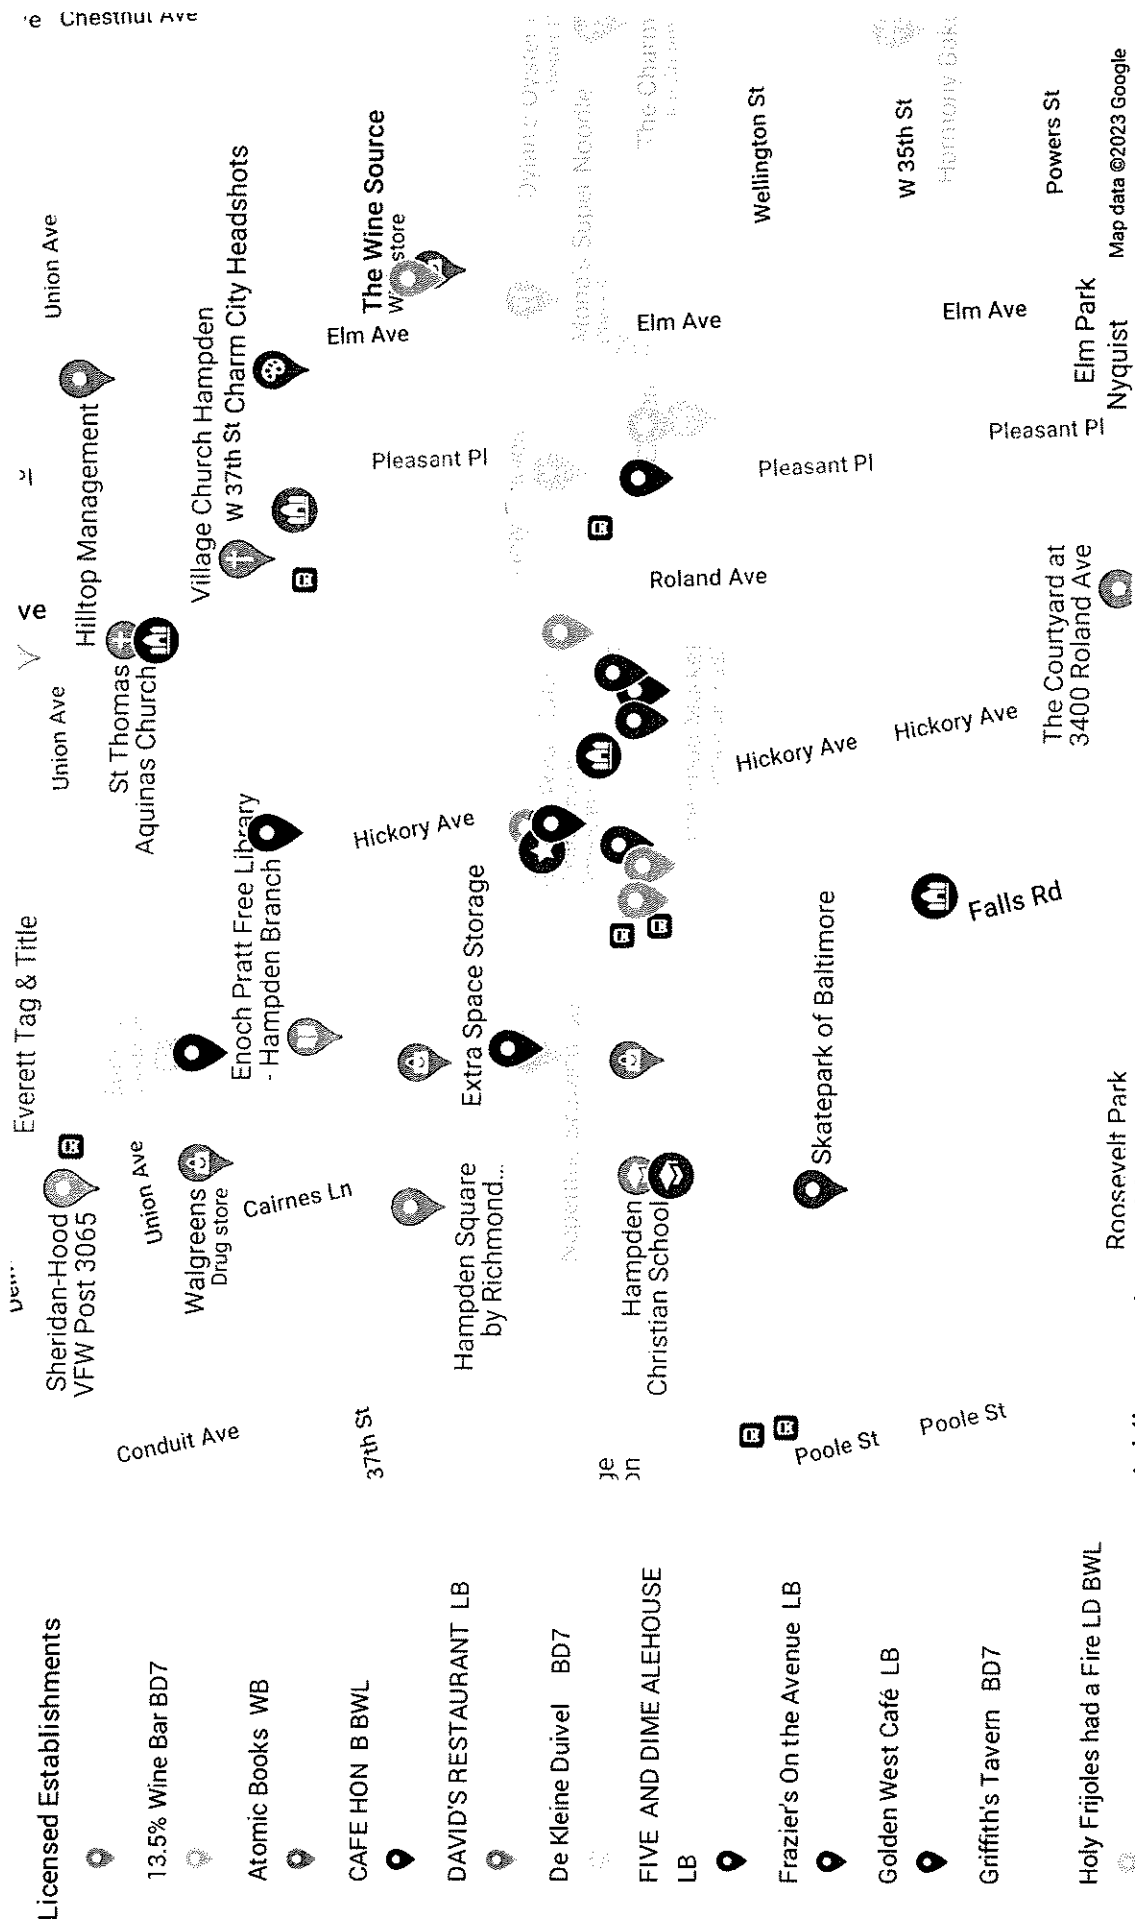 Licensed Establishments
13.5% Wine Bar BD7
Atomic Books WB
CAFE HON B BWL
DAVID'S RESTAURANT LB
De Kleine Duivel BD7
FIVE AND DIME ALEHOUSE
LB
Frazier's On the Avenue LB
Golden West Café LB
Griffith's Tavern BD7
Holy Frijoles had a Fire LD BWL
Chestnut Ave
Union Ave
Hilltop Management
ve
Union Ave
St Thomas
Aquinas Church
Everett Tag & Title
Sheridan-Hood
VFW Post 3065
Union Ave
Walgreens
Drug store
Cairnes Ln
Conduit Ave
37th St
Village Church Hampden
W 37th St
Charm City Headshots
Enoch Pratt Free Library
- Hampden Branch
The Wine Source
store
Elm Ave
Pleasant Pl
Hickory Ave
Extra Space Storage
Hampden Square
by Richmond...
Hampden
Christian School
The Charm
Elm Ave
Roland Ave
Wellington St
Pleasant Pl
Hickory Ave
Skatepark of Baltimore
Poole St
W 35th St
Elm Ave
Hickory Ave
Falls Rd
Poole St
Powers St
Pleasant Pl
Elm Park
Nyquist
The Courtyard at
3400 Roland Ave
Roosevelt Park
Map data ©2023 Google